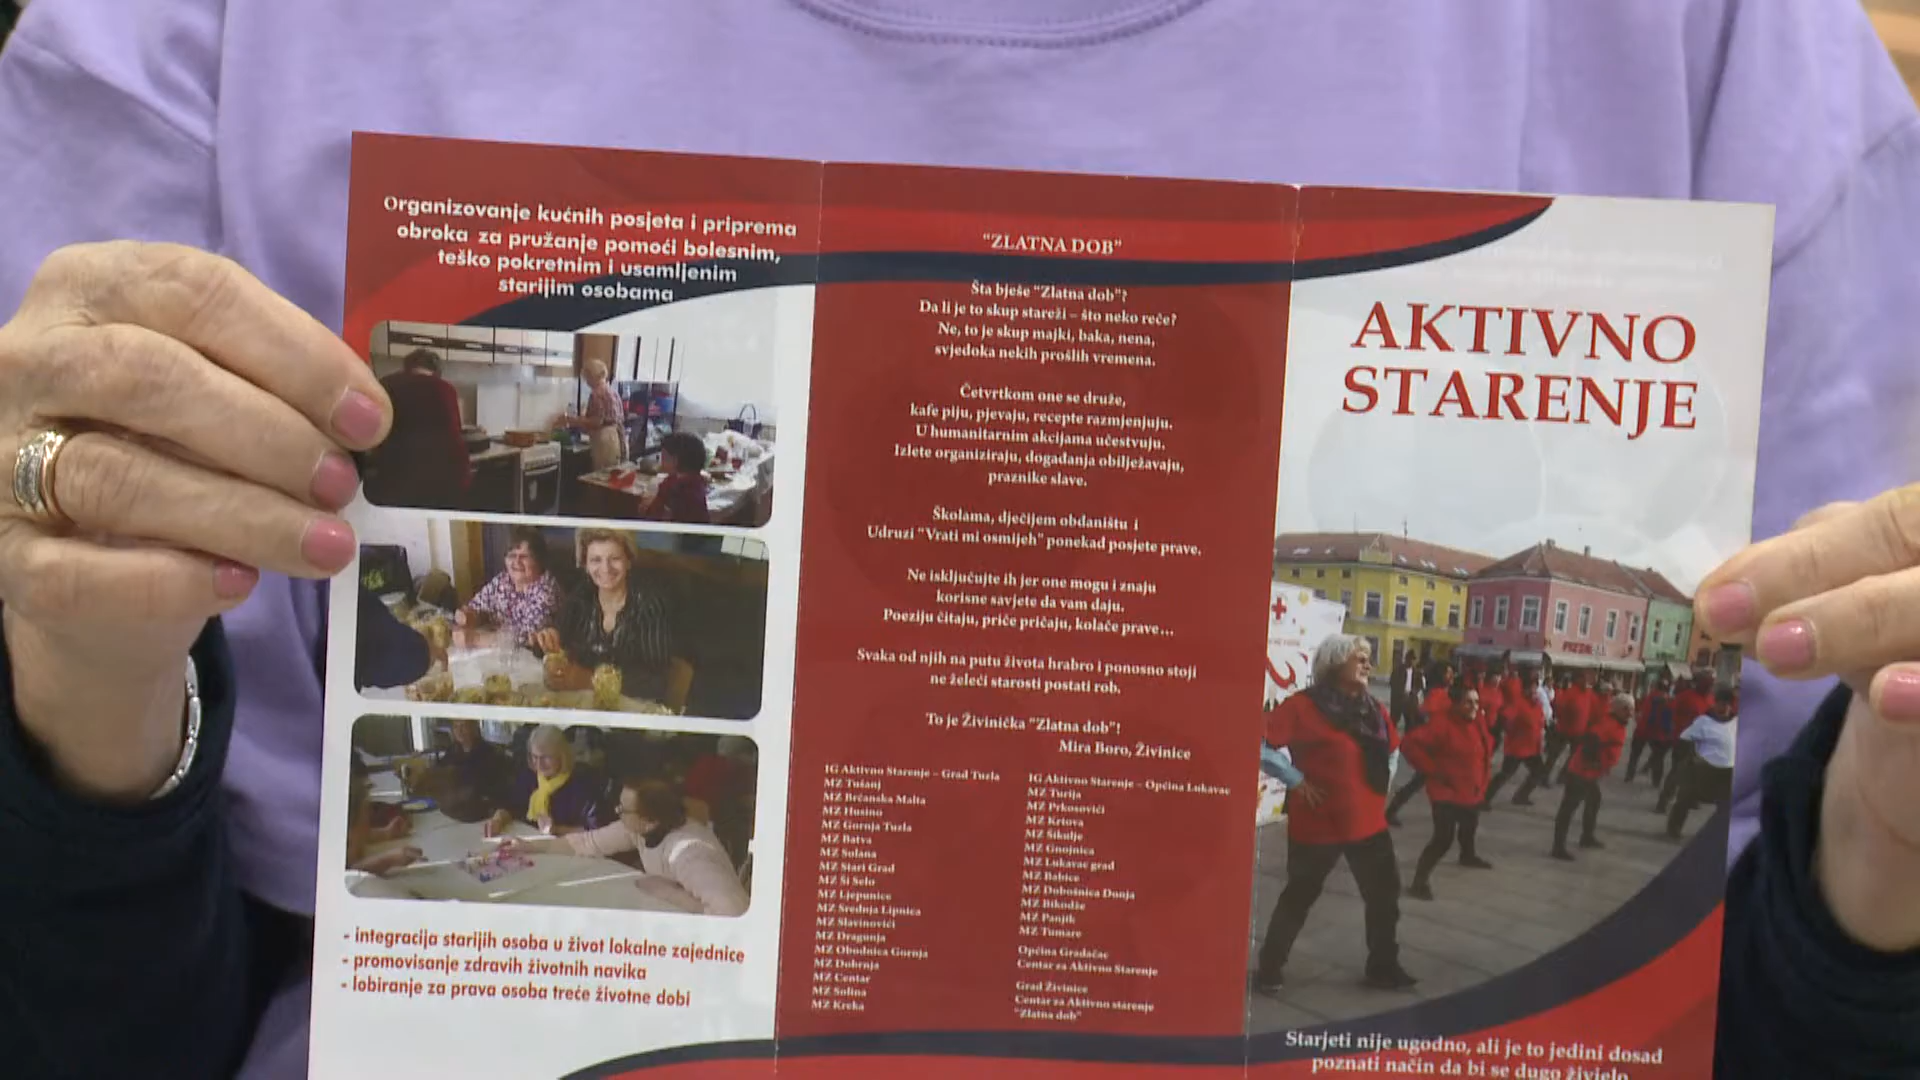 Organizovanje kućnih posjeta i priprema
obroka za pružanje pomoći bolesnim,
teško pokretnim i usamljenim
starijim osobama
- integracija starijih osoba u život lokalne zajednice
- promovisanje zdravih životnih navika
- lobiranje za prava osoba treće životne dobi
"ZLATNA DOB"
Šta bješe "Zlatna dob"?
Da li je to skup stareži – što neko reče?
Ne, to je skup majki, baka, nena,
svjedoka nekih prošlih vremena.
Četvrtkom one se druže,
kafe piju, pjevaju, recepte razmjenjuju.
U humanitarnim akcijama učestvuju.
Izlete organiziraju, događanja obilježavaju,
praznike slave.
Školama, dječijem obdaništu i
Udruzi "Vrati mi osmijeh" ponekad posjete prave.
Ne isključujte ih jer one mogu i znaju
korisne savjete da vam daju.
Poeziju čitaju, priče pričaju, kolače prave...
Svaka od njih na putu života hrabro i ponosno stoji
ne želeći starosti postati rob.
To je Živinička "Zlatna dob"!
Mira Boro, Živinice
IG Aktivno Starenje – Grad Tuzla
MZ Tušanj
MZ Brčanska Malta
MZ Husino
MZ Gornja Tuzla
MZ Batva
MZ Solana
MZ Stari Grad
MZ Ši Selo
MZ Ljepunice
MZ Srednja Lipnica
MZ Slavinovići
MZ Dragunja
MZ Obodnica Gornja
MZ Dobrnja
MZ Centar
MZ Solina
MZ Kreka
IG Aktivno Starenje – Općina Lukavac
MZ Turija
MZ Prkosovići
MZ Krtova
MZ Šikulje
MZ Gnojnica
MZ Lukavac grad
MZ Babice
MZ Dobošnica Donja
MZ Bikodže
MZ Panjik
MZ Tumare
Općina Gradačac
Centar za Aktivno Starenje
Grad Živinice
Centar za Aktivno starenje
"Zlatna dob"
AKTIVNO
STARENJE
Starjeti nije ugodno, ali je to jedini dosad
poznati način da bi se dugo živjelo